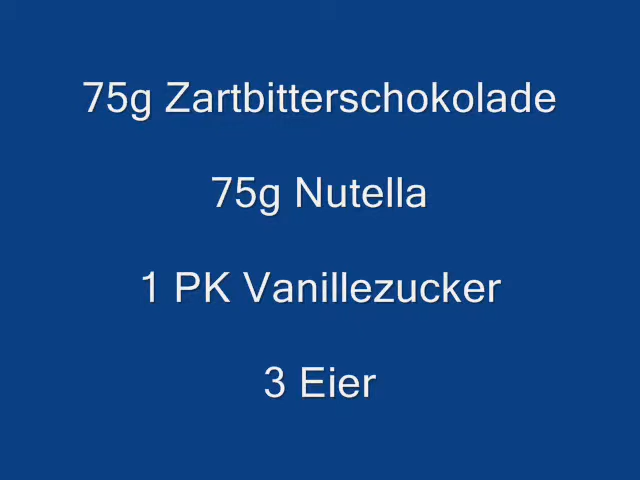 75g Zartbitterschokolade
75g Nutella
1 PK Vanillezucker
3 Eier